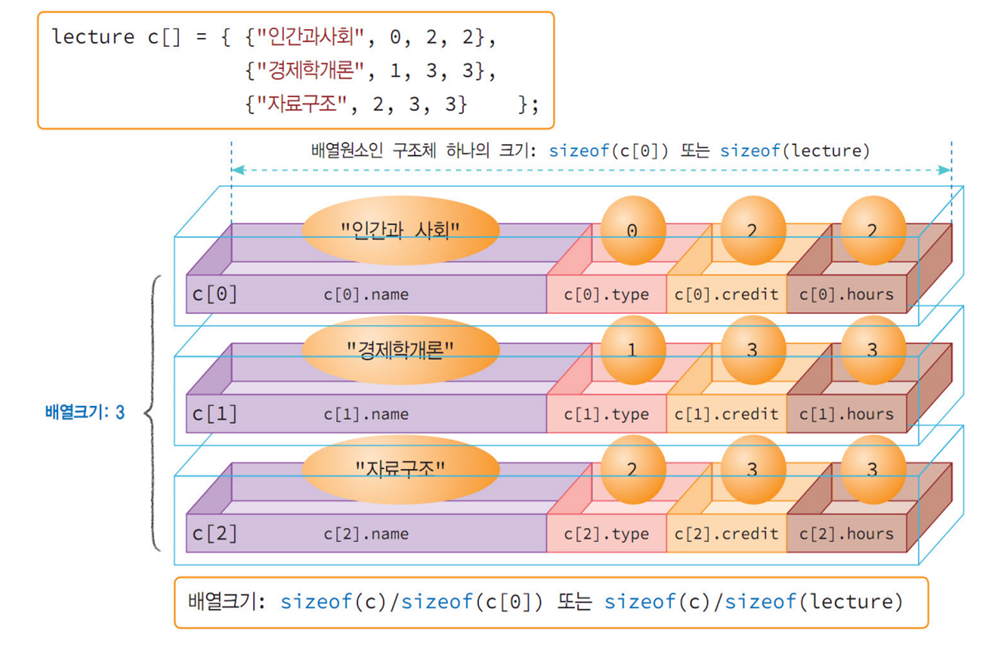 lecture c[] = { {"인간과사회", 0, 2, 2},
{"경제학개론", 1, 3, 3},
{"자료구조", 2, 3, 3} };
배열원소인 구조체 하나의 크기: sizeof(c[0]) 또는 sizeof(lecture)
"인간과 사회" 0 2 2
c[0] c[0].name c[0].type c[0].credit c[0].hours
"경제학개론" 1 3 3
배열크기: 3
c[1] c[1].name c[1].type c[1].credit c[1].hours
"자료구조" 2 3 3
c[2] c[2].name c[2].type c[2].credit c[2].hours
배열크기: sizeof(c)/sizeof(c[0]) 또는 sizeof(c)/sizeof(lecture)